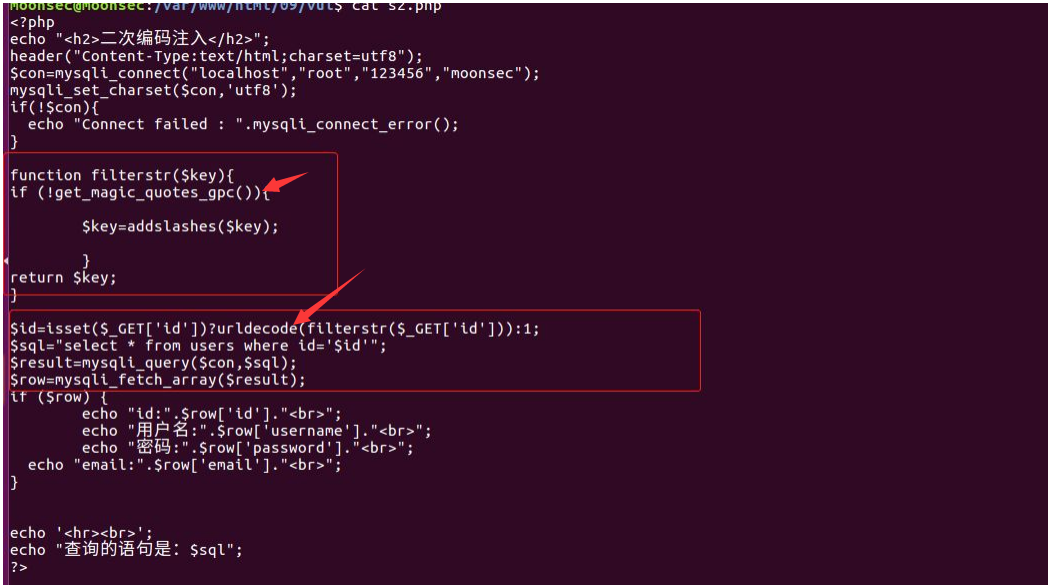 moonsec@moonsec:/var/www/html/09/vul$ cat s2.php
<?php
echo "<h2>二次编码注入</h2>";
header("Content-Type:text/html;charset=utf8");
$con=mysqli_connect("localhost","root","123456","moonsec");
mysqli_set_charset($con,'utf8');
if(!$con){
  echo "Connect failed : ".mysqli_connect_error();
}
function filterstr($key){
if (!get_magic_quotes_gpc()){
        $key=addslashes($key);
        }
return $key;
}
$id=isset($_GET['id'])?urldecode(filterstr($_GET['id'])):1;
$sql="select * from users where id='$id'";
$result=mysqli_query($con,$sql);
$row=mysqli_fetch_array($result);
if ($row) {
        echo "id:".$row['id']."<br>";
        echo "用户名:".$row['username']."<br>";
        echo "密码:".$row['password']."<br>";
  echo "email:".$row['email']."<br>";
}
echo '<hr><br>';
echo "查询的语句是：$sql";
?>